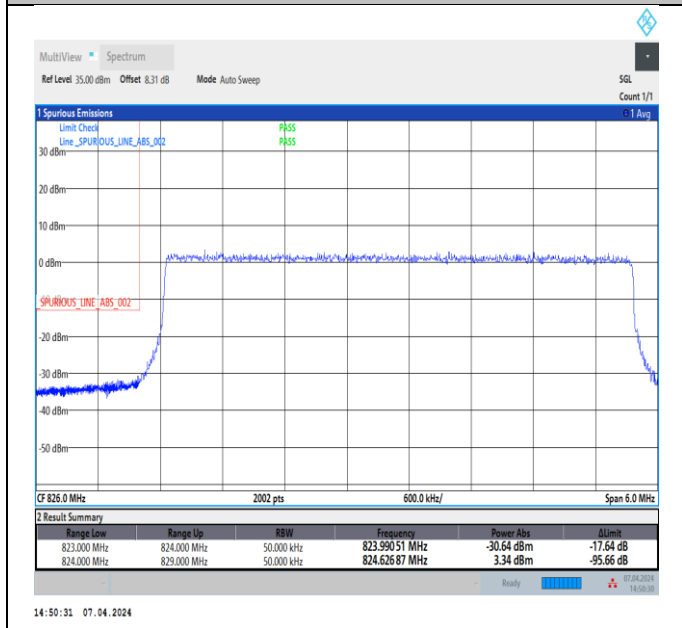 MultiView Spectrum
Ref Level 35.00 dBm Offset 8.31 dB Mode Auto Sweep SGL
Count 1/1
1 Spurious Emissions 1 Avg
Limit Check PASS
Line _SPURIOUS_LINE_ABS_002 PASS
30 dBm
20 dBm
10 dBm
0 dBm
_SPURIOUS_LINE_ABS_002
-20 dBm
-30 dBm
-40 dBm
-50 dBm
CF 826.0 MHz 2002 pts 600.0 kHz/ Span 6.0 MHz
2 Result Summary
Range Low Range Up RBW Frequency Power Abs ΔLimit
823.000 MHz 824.000 MHz 50.000 kHz 823.990 51 MHz -30.64 dBm -17.64 dB
824.000 MHz 829.000 MHz 50.000 kHz 824.626 87 MHz 3.34 dBm -95.66 dB
Ready 07.04.2024
14:50:30
14:50:31 07.04.2024